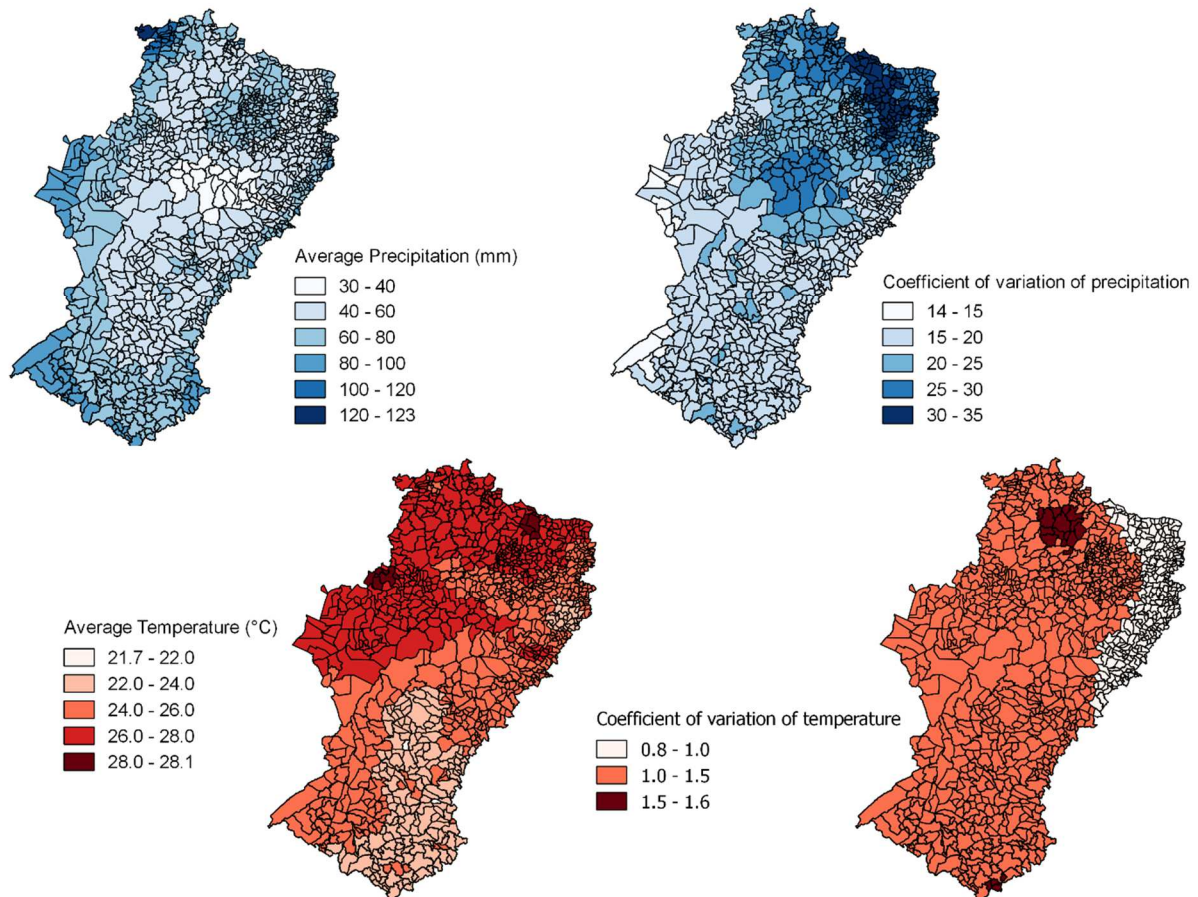 Average Precipitation (mm)
30 - 40
40 - 60
60 - 80
80 - 100
100 - 120
120 - 123
Coefficient of variation of precipitation
14 - 15
15 - 20
20 - 25
25 - 30
30 - 35
Average Temperature (°C)
21.7 - 22.0
22.0 - 24.0
24.0 - 26.0
26.0 - 28.0
28.0 - 28.1
Coefficient of variation of temperature
0.8 - 1.0
1.0 - 1.5
1.5 - 1.6